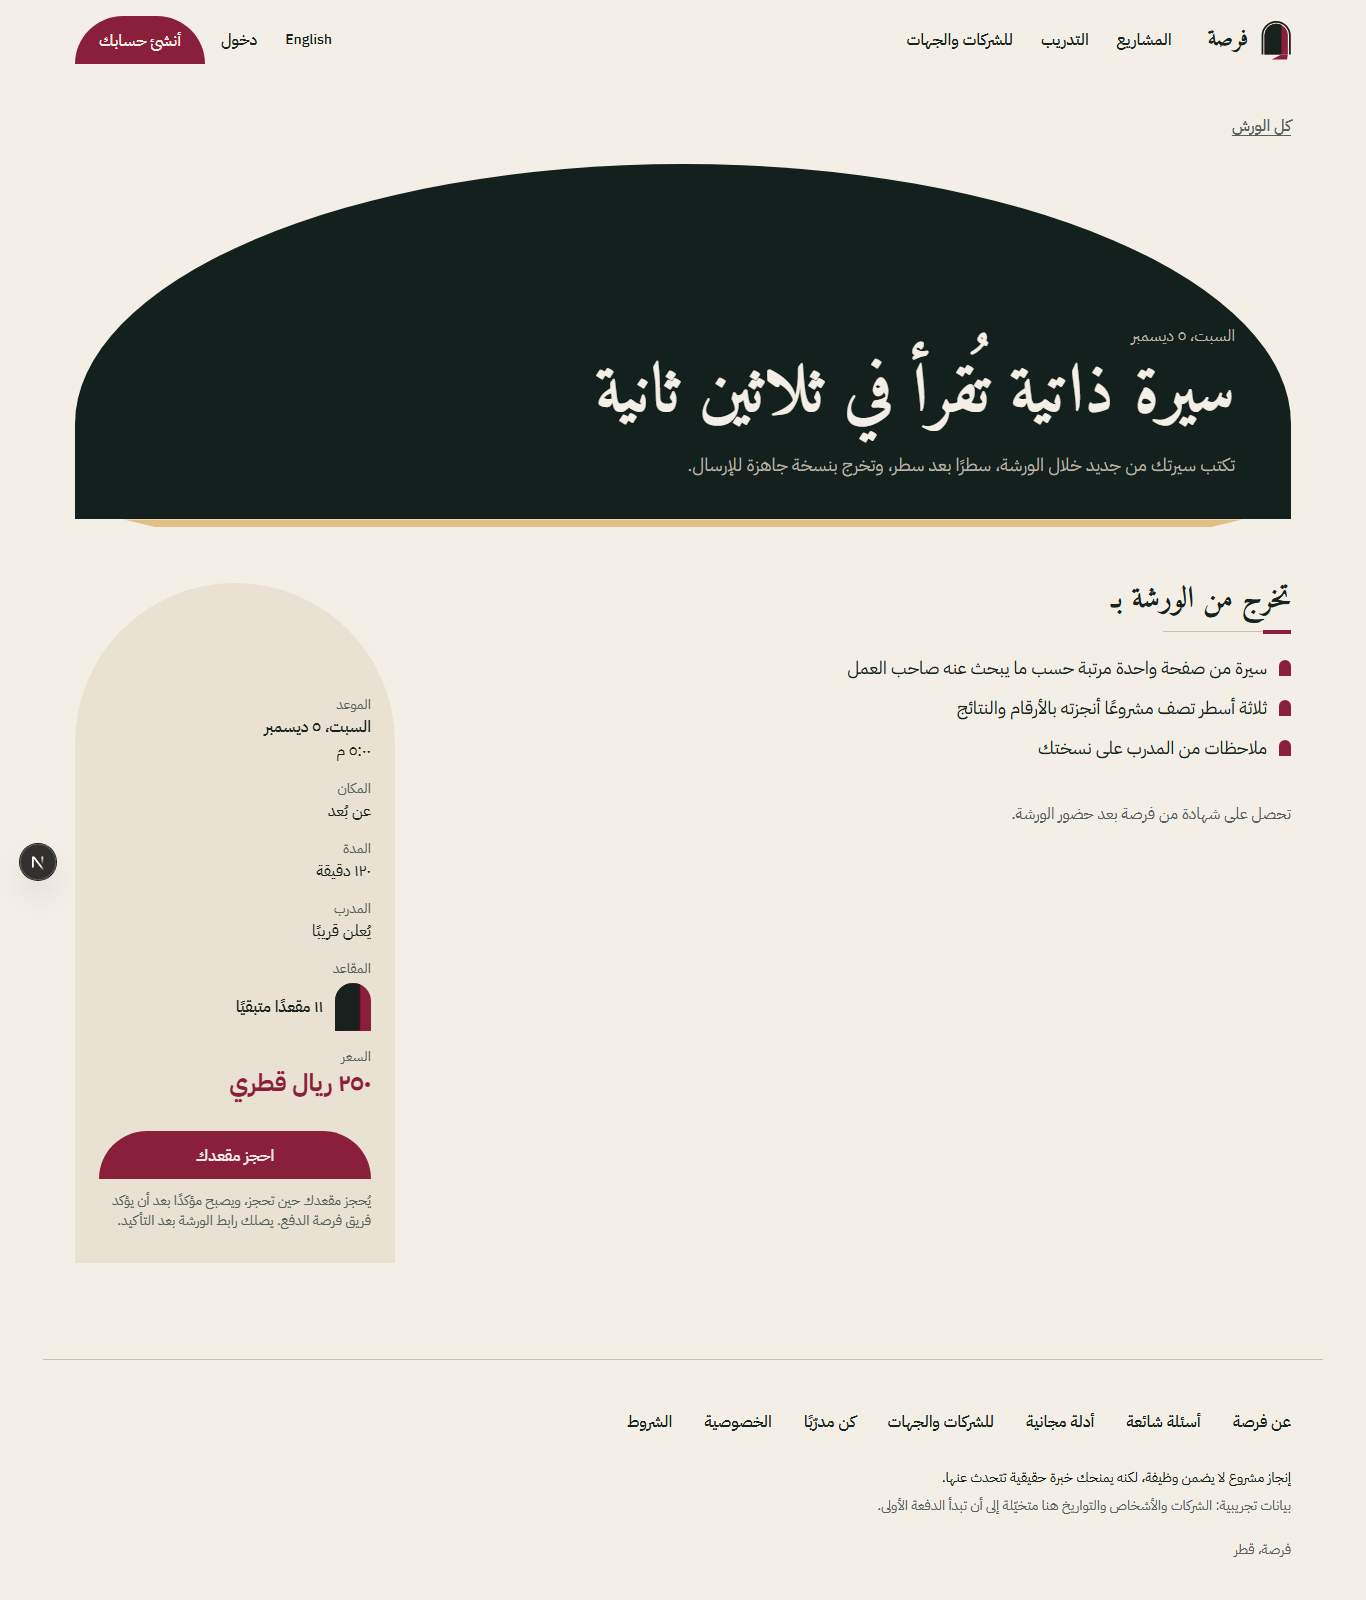 فرصة
المشاريع
التدريب
للشركات والجهات
English
دخول
أنشئ حسابك
كل الورش
السبت، ٥ ديسمبر
سيرة ذاتية تُقرأ في ثلاثين ثانية
تكتب سيرتك من جديد خلال الورشة، سطرًا بعد سطر، وتخرج بنسخة جاهزة للإرسال.
تخرج من الورشة بـ
سيرة من صفحة واحدة مرتبة حسب ما يبحث عنه صاحب العمل
ثلاثة أسطر تصف مشروعًا أنجزته بالأرقام والنتائج
ملاحظات من المدرب على نسختك
تحصل على شهادة من فرصة بعد حضور الورشة.
الموعد
السبت، ٥ ديسمبر
٥:٠٠ م
المكان
عن بُعد
المدة
١٢٠ دقيقة
المدرب
يُعلن قريبًا
المقاعد
١١ مقعدًا متبقيًا
السعر
٢٥٠ ريال قطري
احجز مقعدك
يُحجز مقعدك حين تحجز، ويصبح مؤكدًا بعد أن يؤكد
فريق فرصة الدفع. يصلك رابط الورشة بعد التأكيد.
عن فرصة
أسئلة شائعة
أدلة مجانية
للشركات والجهات
كن مدرّبًا
الخصوصية
الشروط
إنجاز مشروع لا يضمن وظيفة، لكنه يمنحك خبرة حقيقية تتحدث عنها.
بيانات تجريبية: الشركات والأشخاص والتواريخ هنا متخيّلة إلى أن تبدأ الدفعة الأولى.
فرصة، قطر